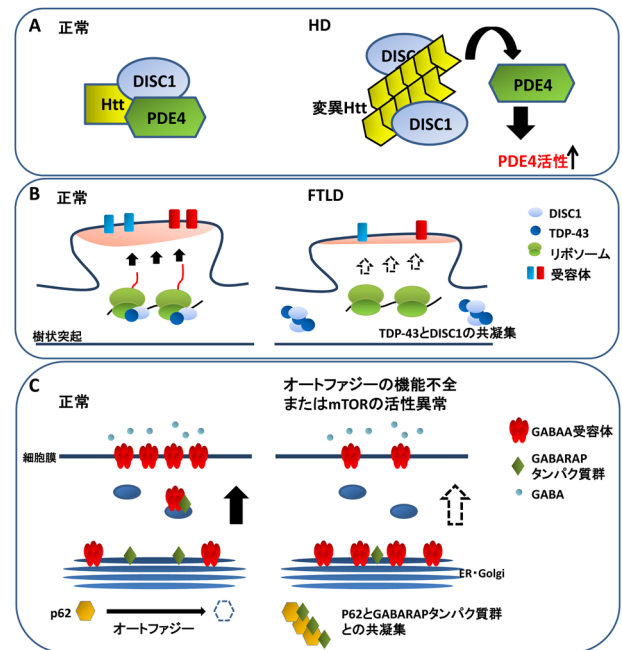 A 正常
HD
DISC1
Htt
PDE4
DISC1
変異Htt
DISC1
PDE4
PDE4活性
B 正常
FTLD
DISC1
TDP-43
リボソーム
受容体
樹状突起
TDP-43とDISC1の共凝集
C 正常
オートファジーの機能不全
またはmTORの活性異常
細胞膜
GABAA受容体
GABARAP
タンパク質群
GABA
ER・Golgi
p62
オートファジー
P62とGABARAPタンパク質群
との共凝集